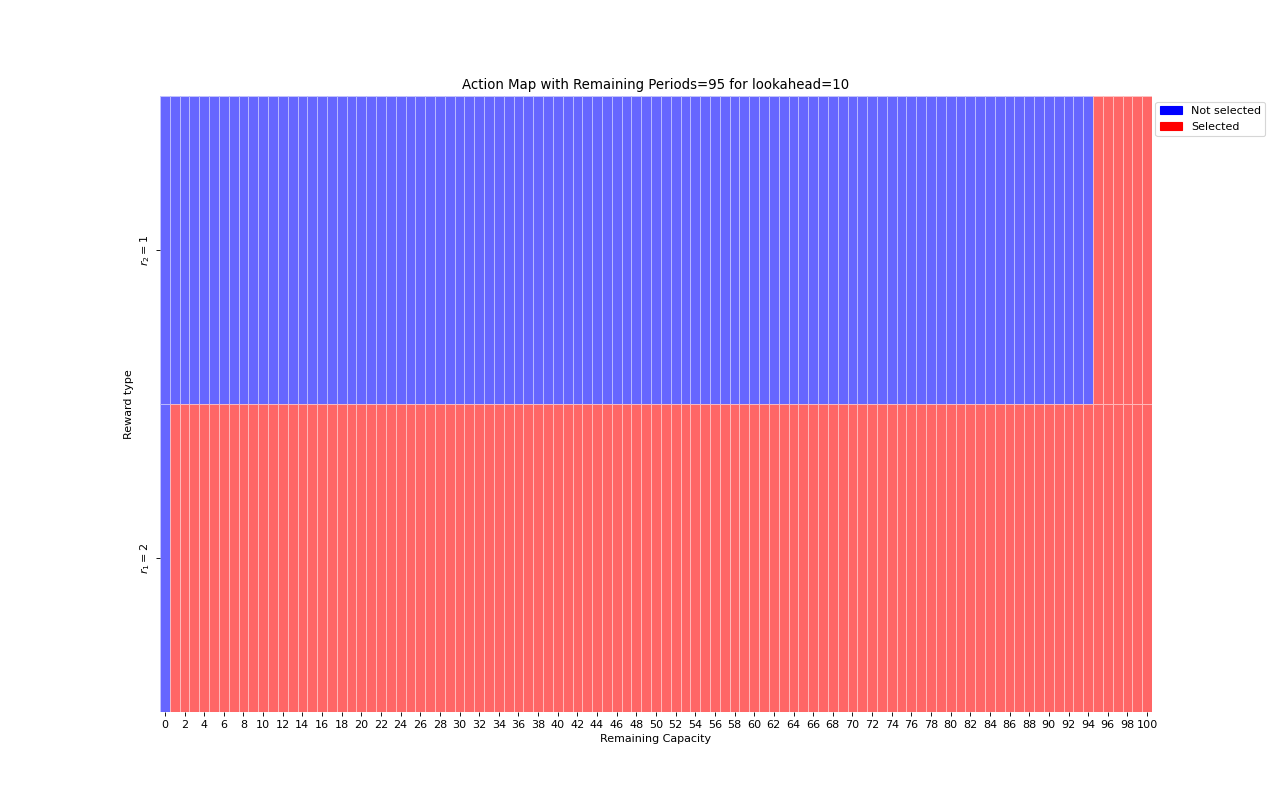 Action Map with Remaining Periods=95 for lookahead=10
Not selected
Selected
r₂ = 1
Reward type
r₁ = 2
0 2 4 6 8 10 12 14 16 18 20 22 24 26 28 30 32 34 36 38 40 42 44 46 48 50 52 54 56 58 60 62 64 66 68 70 72 74 76 78 80 82 84 86 88 90 92 94 96 98 100
Remaining Capacity